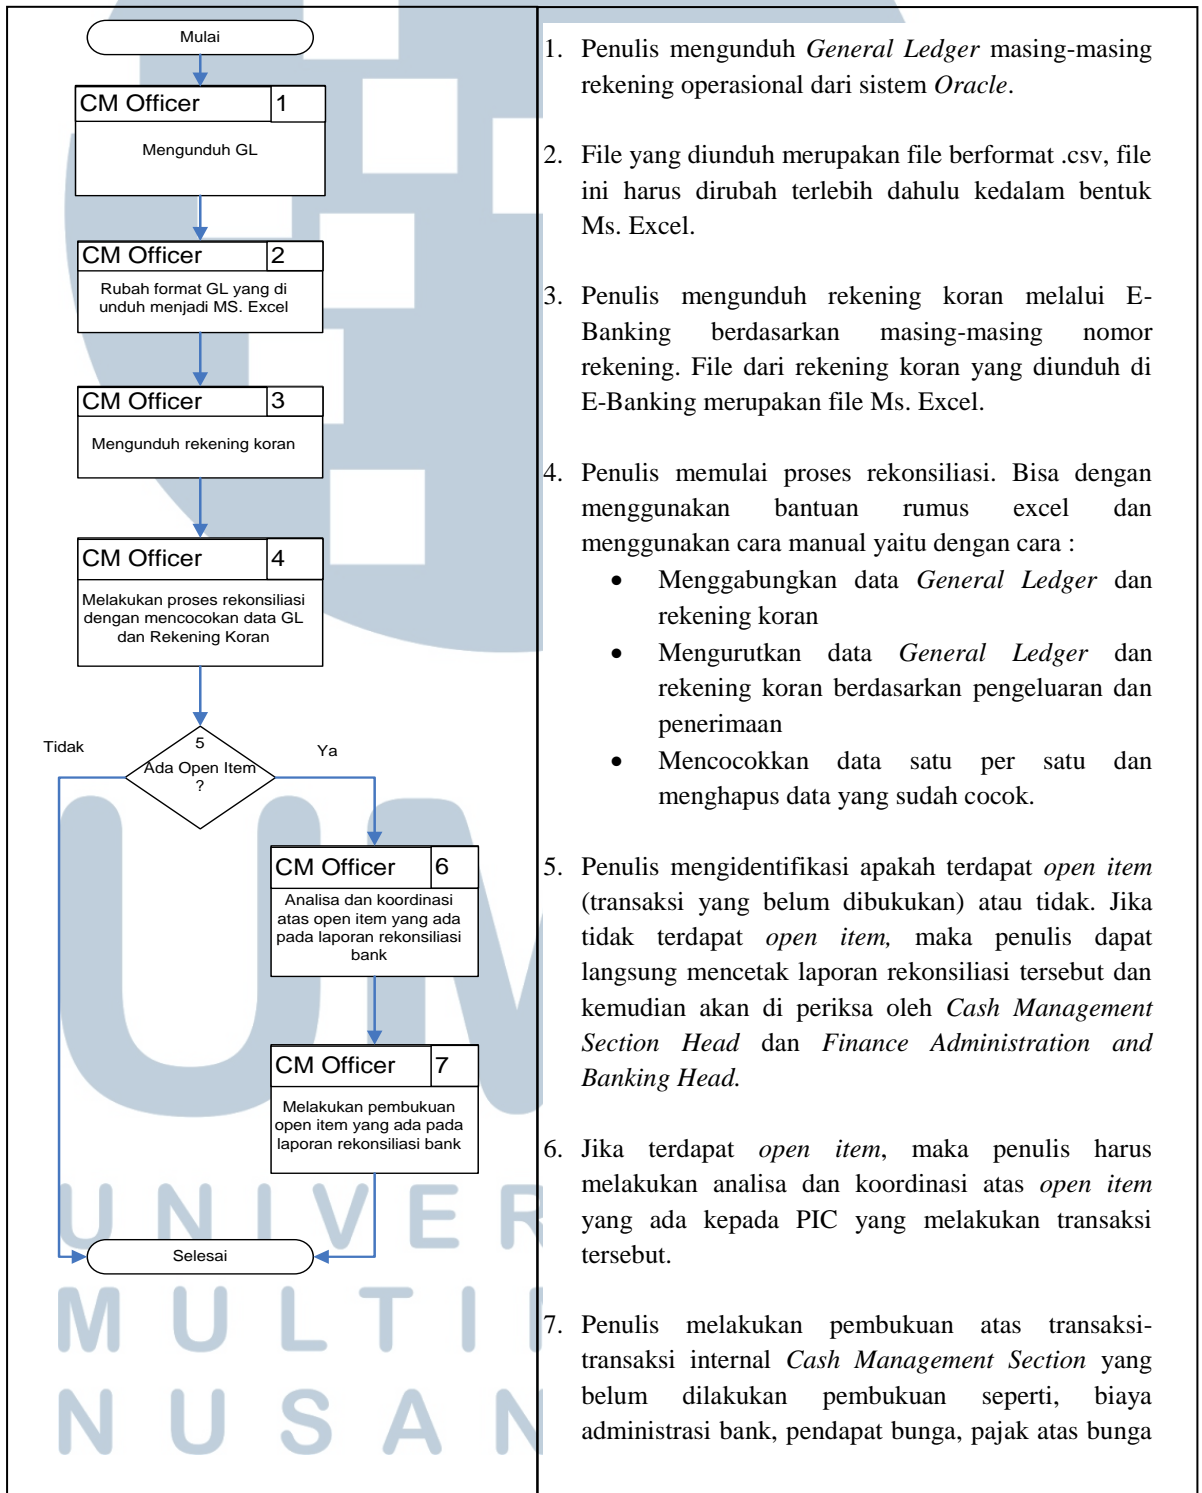 Mulai
CM Officer 1
Mengunduh GL
CM Officer 2
Rubah format GL yang di
unduh menjadi MS. Excel
CM Officer 3
Mengunduh rekening koran
CM Officer 4
Melakukan proses rekonsiliasi
dengan mencocokan data GL
dan Rekening Koran
5
Ada Open Item
?
Tidak
Ya
CM Officer 6
Analisa dan koordinasi
atas open item yang ada
pada laporan rekonsiliasi
bank
CM Officer 7
Melakukan pembukuan
open item yang ada pada
laporan rekonsiliasi bank
Selesai
1. Penulis mengunduh General Ledger masing-masing
rekening operasional dari sistem Oracle.
2. File yang diunduh merupakan file berformat .csv, file
ini harus dirubah terlebih dahulu kedalam bentuk
Ms. Excel.
3. Penulis mengunduh rekening koran melalui E-
Banking berdasarkan masing-masing nomor
rekening. File dari rekening koran yang diunduh di
E-Banking merupakan file Ms. Excel.
4. Penulis memulai proses rekonsiliasi. Bisa dengan
menggunakan bantuan rumus excel dan
menggunakan cara manual yaitu dengan cara :
• Menggabungkan data General Ledger dan
rekening koran
• Mengurutkan data General Ledger dan
rekening koran berdasarkan pengeluaran dan
penerimaan
• Mencocokkan data satu per satu dan
menghapus data yang sudah cocok.
5. Penulis mengidentifikasi apakah terdapat open item
(transaksi yang belum dibukukan) atau tidak. Jika
tidak terdapat open item, maka penulis dapat
langsung mencetak laporan rekonsiliasi tersebut dan
kemudian akan di periksa oleh Cash Management
Section Head dan Finance Administration and
Banking Head.
6. Jika terdapat open item, maka penulis harus
melakukan analisa dan koordinasi atas open item
yang ada kepada PIC yang melakukan transaksi
tersebut.
7. Penulis melakukan pembukuan atas transaksi-
transaksi internal Cash Management Section yang
belum dilakukan pembukuan seperti, biaya
administrasi bank, pendapat bunga, pajak atas bunga
UM
UNIVER
MULTI
NUSAN